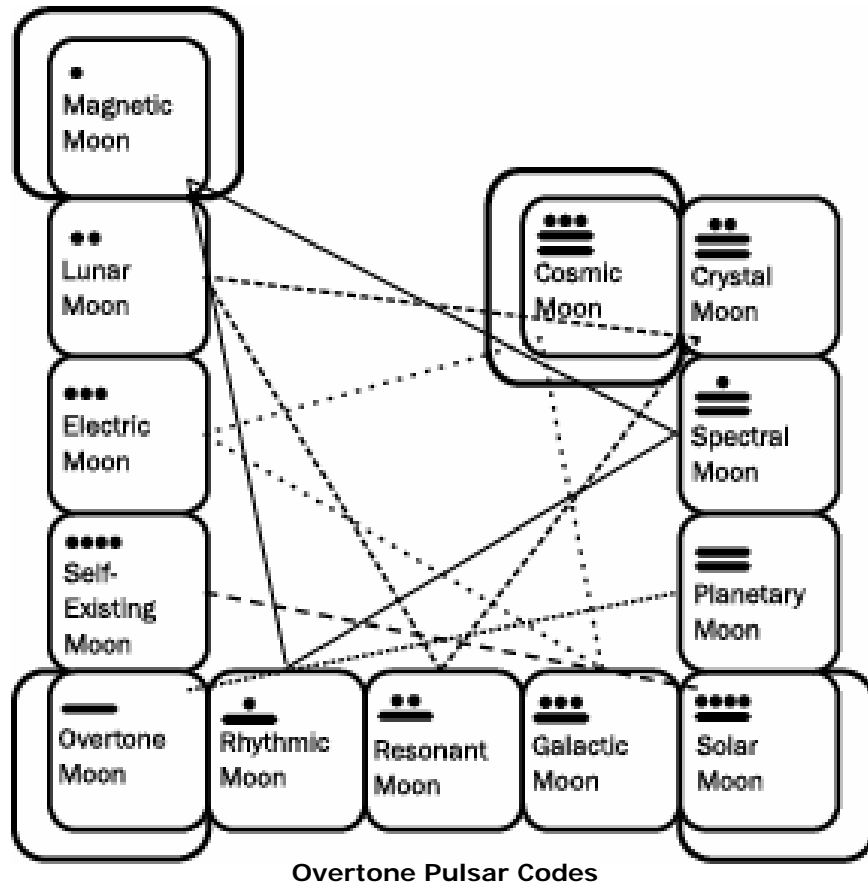 Magnetic
Moon
Lunar
Moon
Electric
Moon
Self-
Existing
Moon
Overtone
Moon
Rhythmic
Moon
Resonant
Moon
Galactic
Moon
Solar
Moon
Planetary
Moon
Spectral
Moon
Crystal
Moon
Cosmic
Moon
Overtone Pulsar Codes